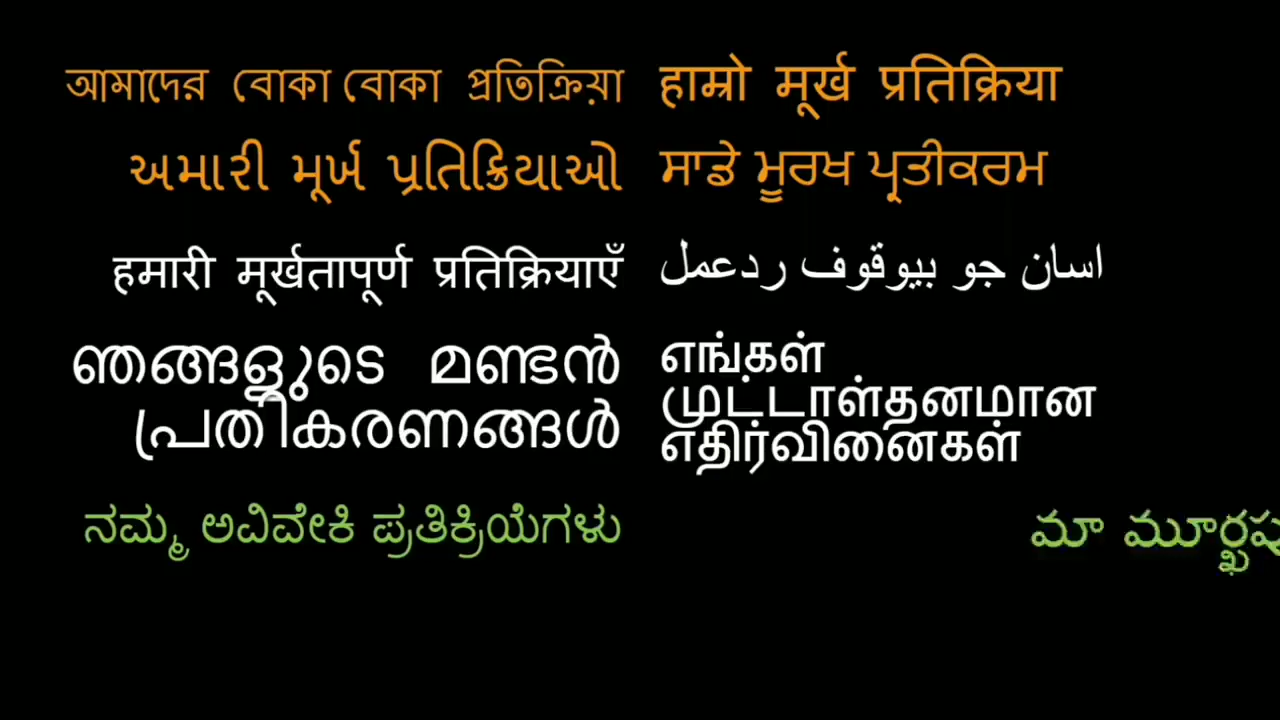 আমাদের বোকা বোকা প্রতিক্রিয়া
हाम्रो मूर्ख प्रतिक्रिया
અમારી મૂર્ખ પ્રતિક્રિયાઓ
ਸਾਡੇ ਮੂਰਖ ਪ੍ਰਤੀਕਰਮ
हमारी मूर्खतापूर्ण प्रतिक्रियाएँ
اسان جو بيوقوف ردعمل
ഞങ്ങളുടെ മണ്ടൻ
പ്രതികരണങ്ങൾ
எங்கள்
முட்டாள்தனமான
எதிர்வினைகள்
ನಮ್ಮ ಅವಿವೇಕಿ ಪ್ರತಿಕ್ರಿಯೆಗಳು
మా